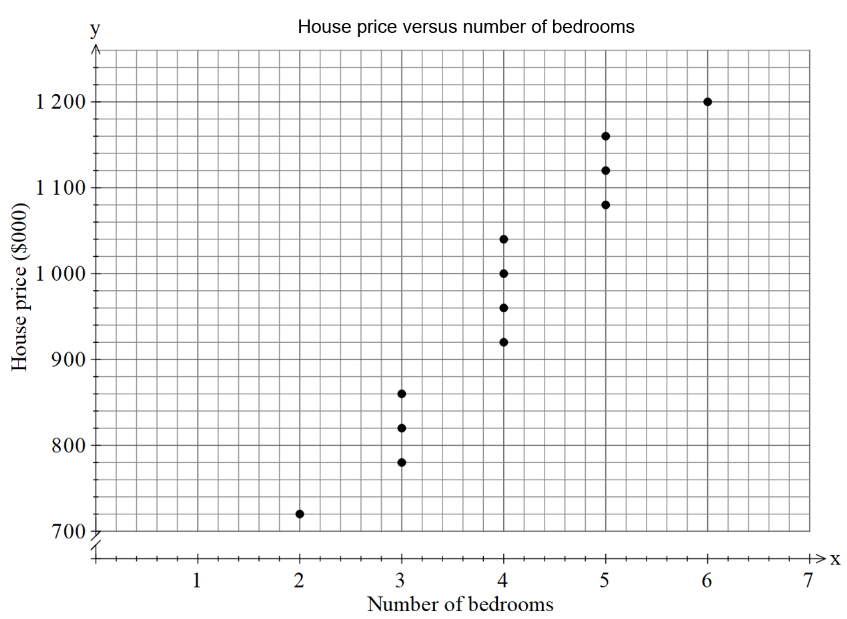 House price versus number of bedrooms
y
1 200
1 100
1 000
900
800
700
House price ($000)
1 2 3 4 5 6 7 x
Number of bedrooms